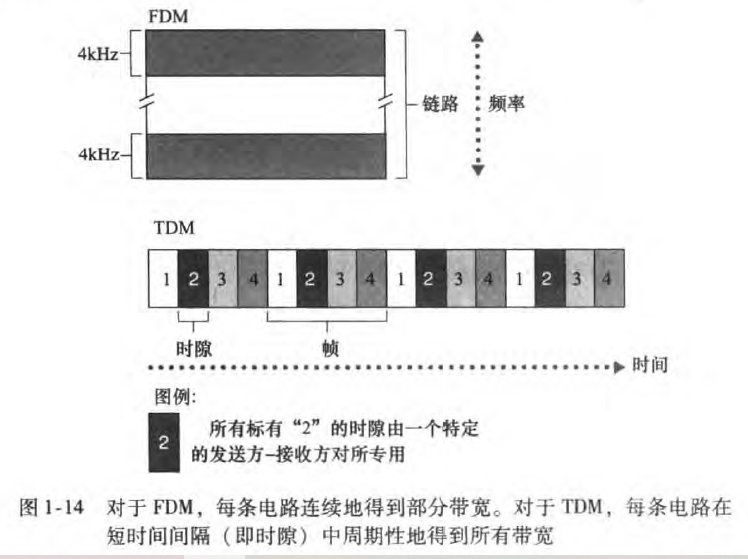 FDM
4kHz
链路
频率
4kHz
TDM
1 2 3 4 1 2 3 4 1 2 3 4 1 2 3 4
时隙
帧
时间
图例:
2
所有标有“2”的时隙由一个特定
的发送方-接收方对所专用
图 1-14 对于 FDM，每条电路连续地得到部分带宽。对于 TDM，每条电路在
短时间间隔（即时隙）中周期性地得到所有带宽